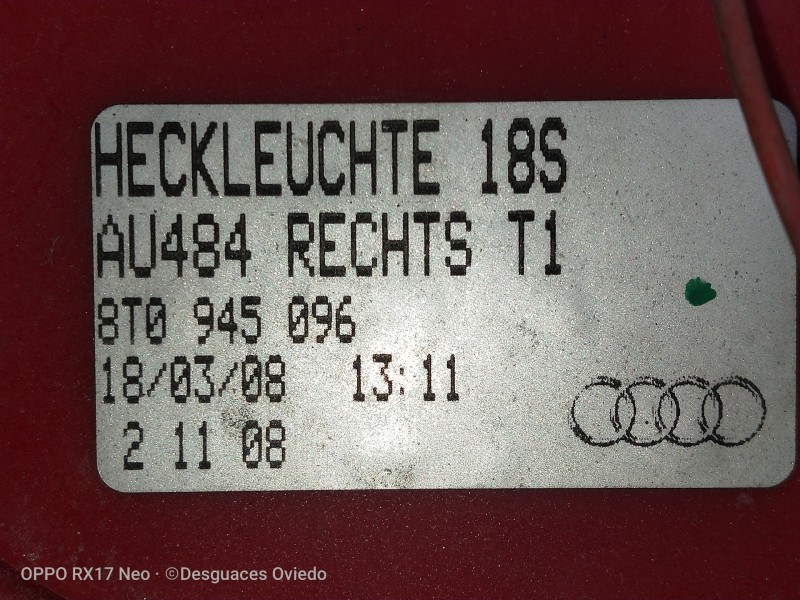 HECKLEUCHTE 18S
AU484 RECHTS T1
8T0 945 096
18/03/08 13:11
2 11 08
OPPO RX17 Neo · ©Desguaces Oviedo